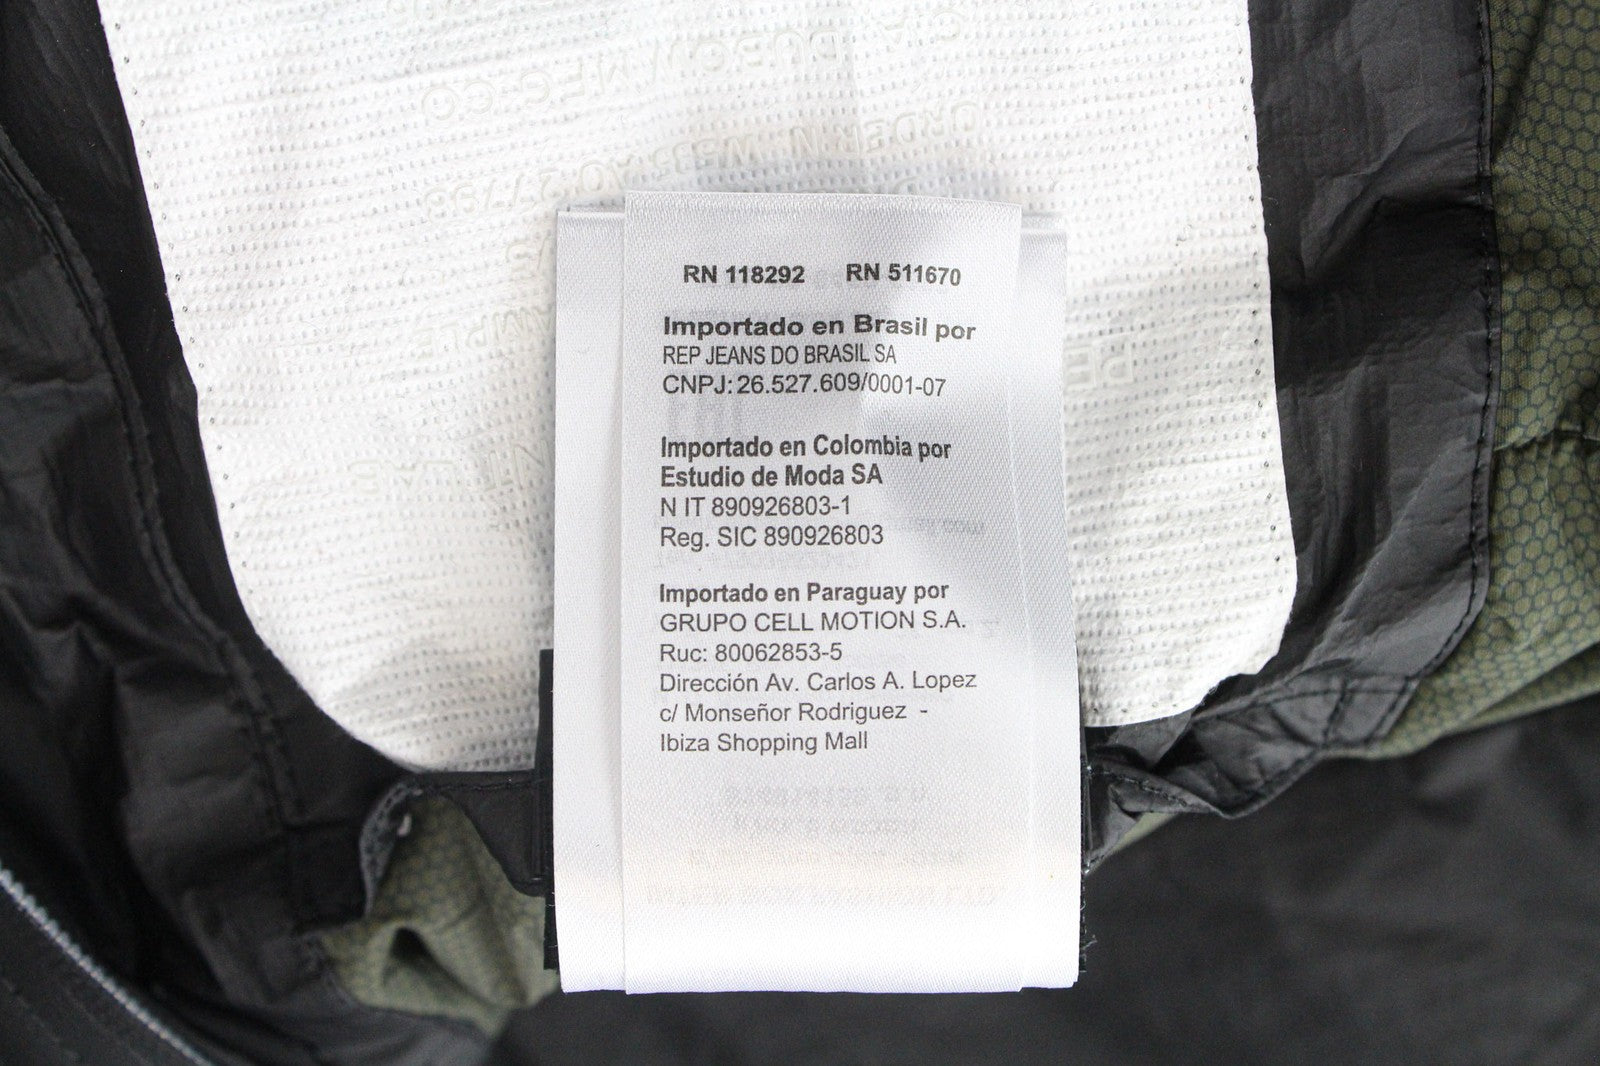 RN 118292 RN 511670
Importado en Brasil por
REP JEANS DO BRASIL SA
CNPJ: 26.527.609/0001-07
Importado en Colombia por
Estudio de Moda SA
N IT 890926803-1
Reg. SIC 890926803
Importado en Paraguay por
GRUPO CELL MOTION S.A.
Ruc: 80062853-5
Dirección Av. Carlos A. Lopez
c/ Monseñor Rodriguez -
Ibiza Shopping Mall